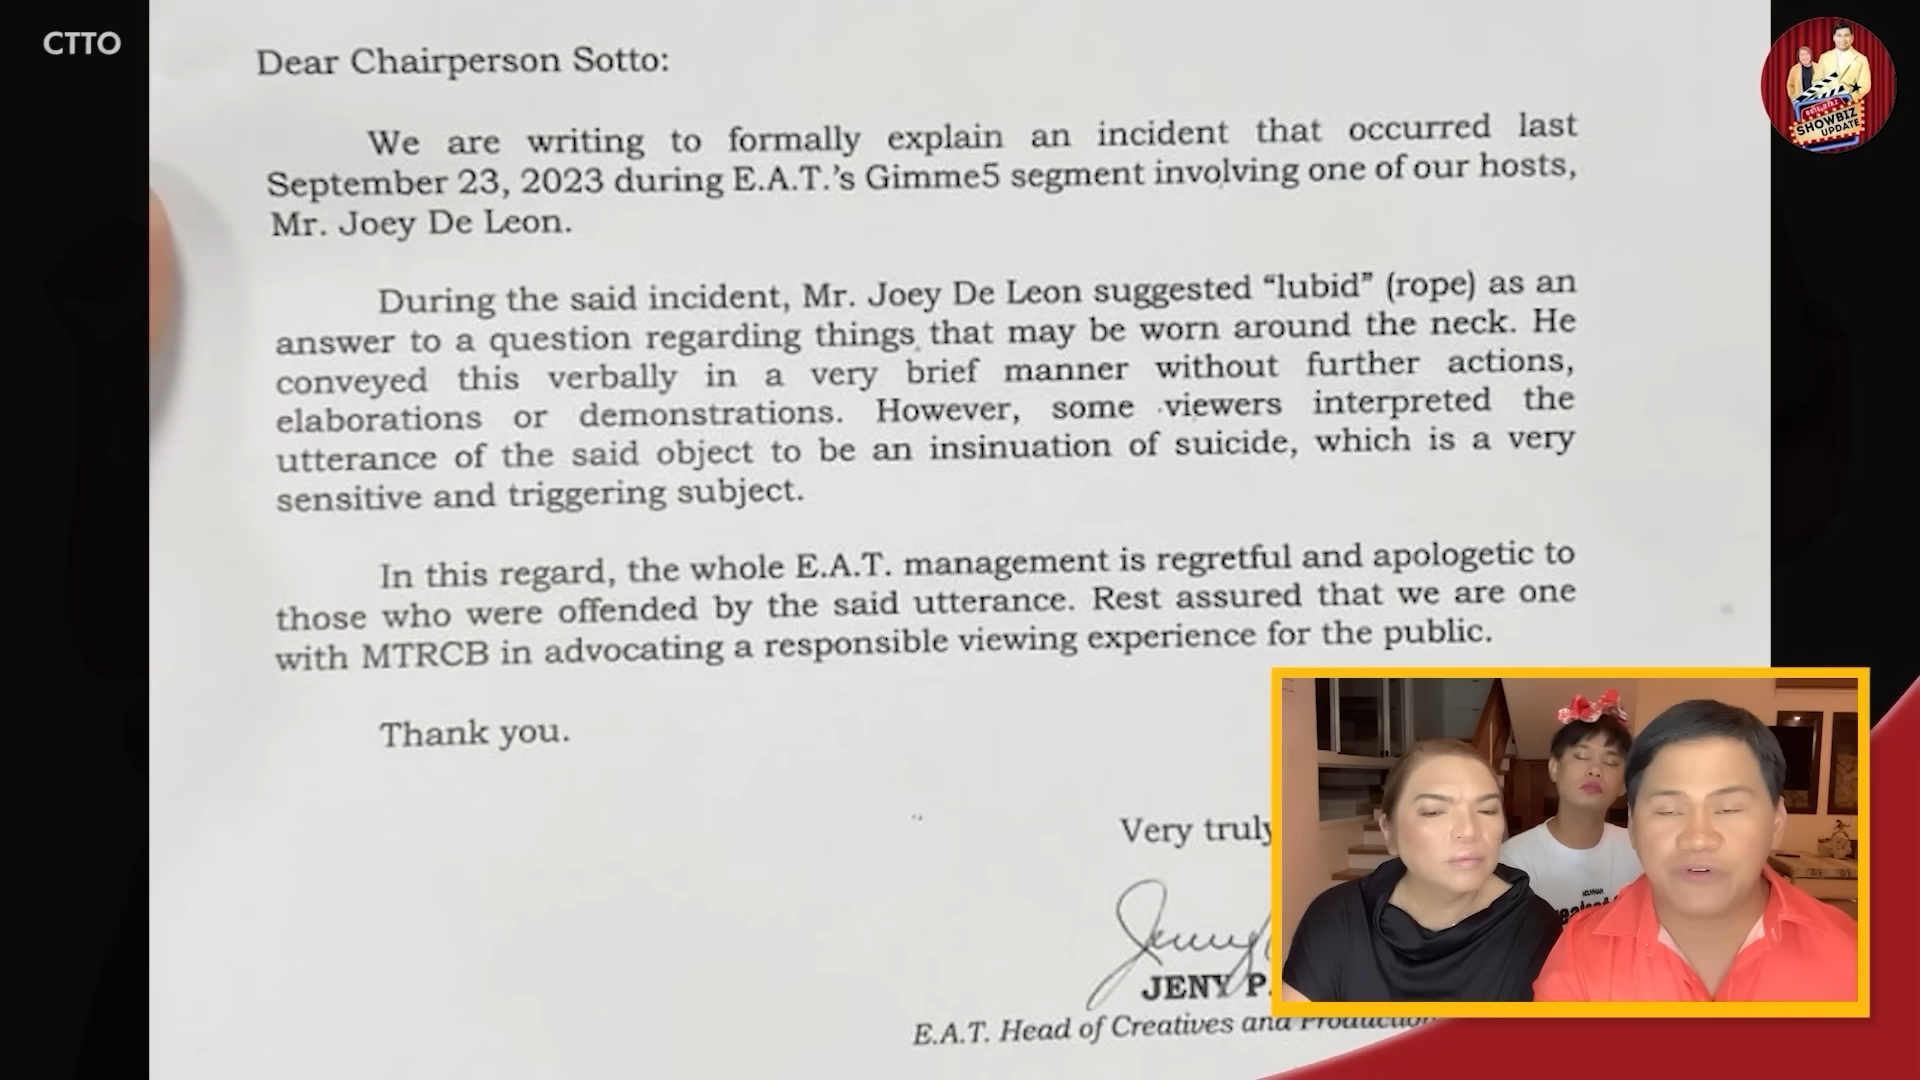 CTTO
Dear Chairperson Sotto:
We are writing to formally explain an incident that occurred last
September 23, 2023 during E.A.T.'s Gimme5 segment involving one of our hosts,
Mr. Joey De Leon.
During the said incident, Mr. Joey De Leon suggested “lubid” (rope) as an
answer to a question regarding things that may be worn around the neck. He
conveyed this verbally in a very brief manner without further actions,
elaborations or demonstrations. However, some viewers interpreted the
utterance of the said object to be an insinuation of suicide, which is a very
sensitive and triggering subject.
In this regard, the whole E.A.T. management is regretful and apologetic to
those who were offended by the said utterance. Rest assured that we are one
with MTRCB in advocating a responsible viewing experience for the public.
Thank you.
Very truly
JENY P.
E.A.T. Head of Creatives and Production
SHOWBIZ
UPDATE